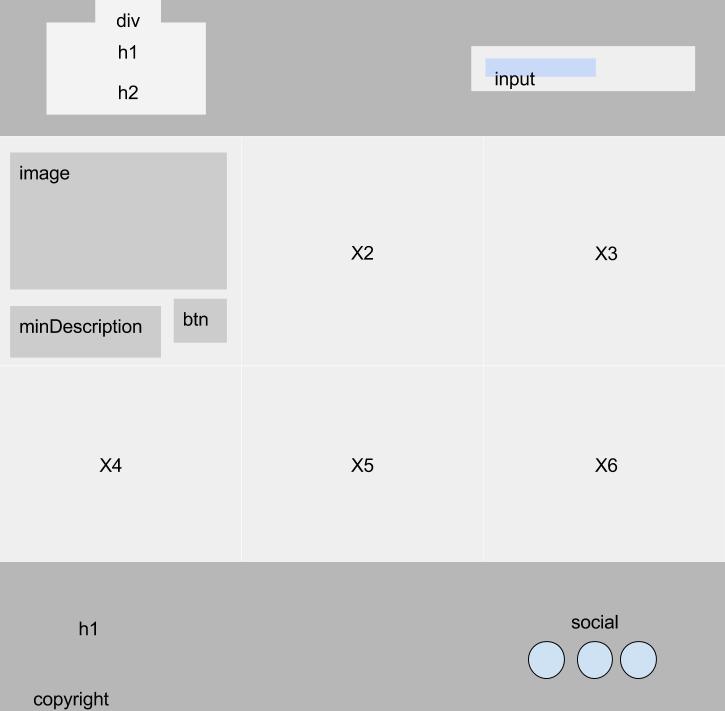 div
h1
h2
input
image
minDescription
btn
X2
X3
X4
X5
X6
h1
copyright
social